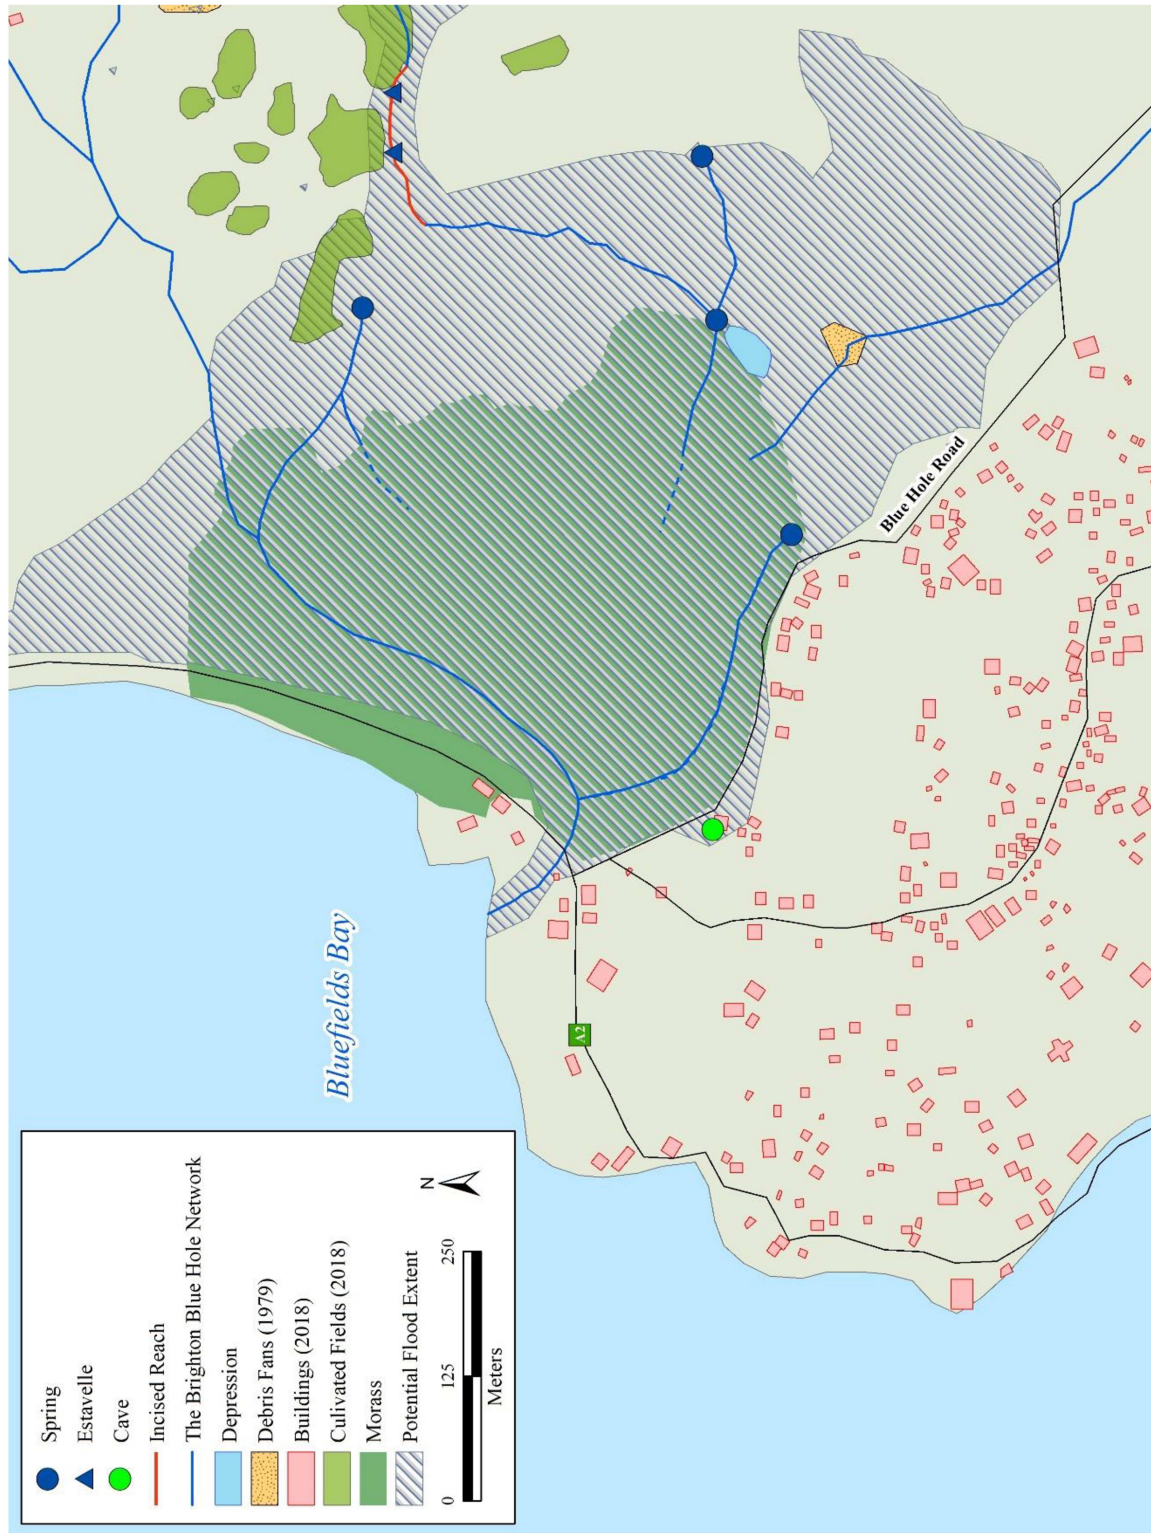 Spring
Estavelle
Cave
Incised Reach
The Brighton Blue Hole Network
Depression
Debris Fans (1979)
Buildings (2018)
Culivated Fields (2018)
Morass
Potential Flood Extent
0 125 250
Meters
N
Bluefields Bay
A2
Blue Hole Road